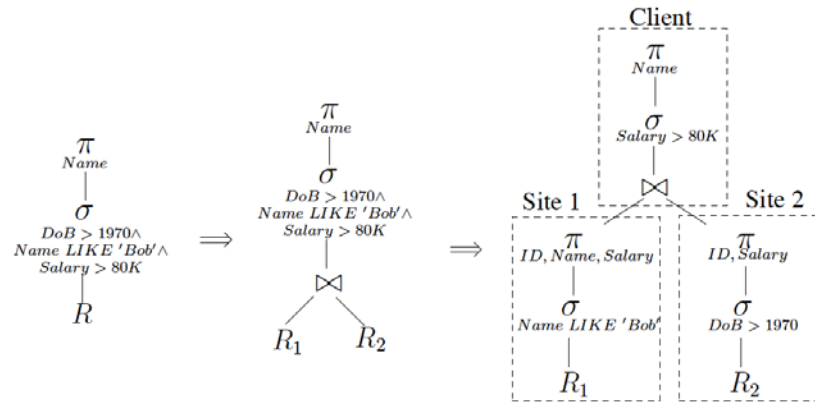 π
Name
σ
DoB > 1970∧
Name LIKE 'Bob'∧
Salary > 80K
R
⟹
π
Name
σ
DoB > 1970∧
Name LIKE 'Bob'∧
Salary > 80K
⋈
R₁ R₂
⟹
Client
π
Name
σ
Salary > 80K
⋈
Site 1
π
ID, Name, Salary
σ
Name LIKE 'Bob'
R₁
Site 2
π
ID, Salary
σ
DoB > 1970
R₂